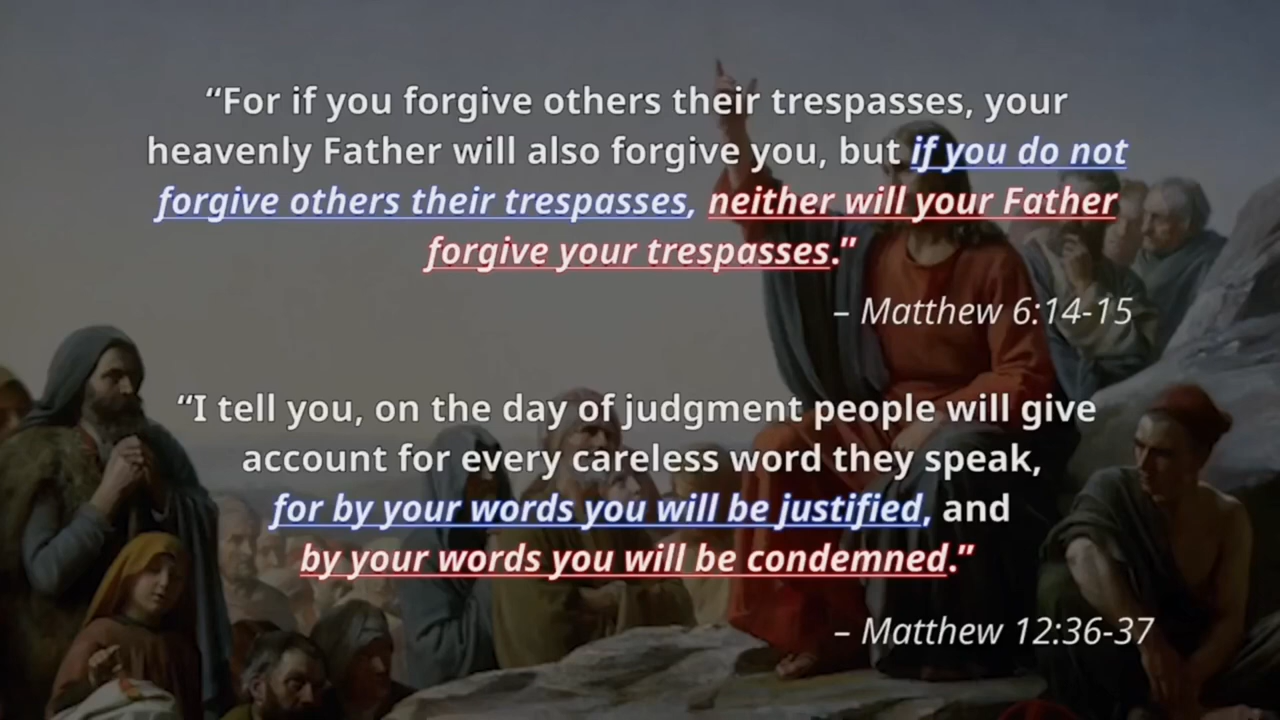 “For if you forgive others their trespasses, your
heavenly Father will also forgive you, but if you do not
forgive others their trespasses, neither will your Father
forgive your trespasses.”
– Matthew 6:14-15
“I tell you, on the day of judgment people will give
account for every careless word they speak,
for by your words you will be justified, and
by your words you will be condemned.”
– Matthew 12:36-37